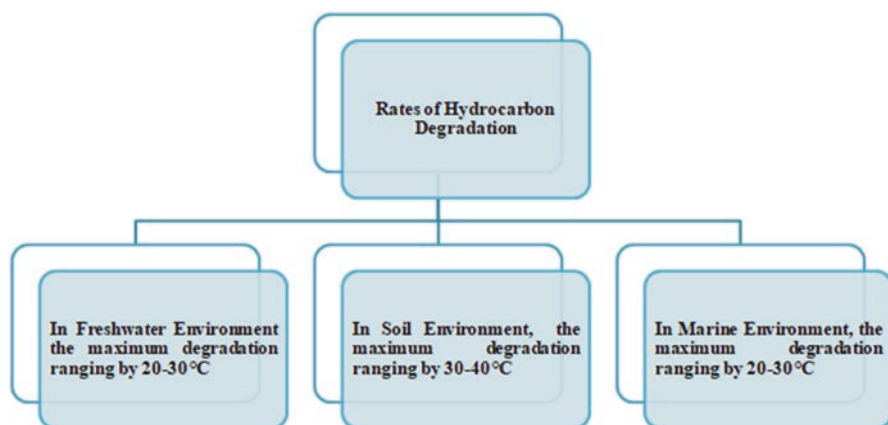 Rates of Hydrocarbon
Degradation
In Freshwater Environment
the maximum degradation
ranging by 20-30°C
In Soil Environment, the
maximum degradation
ranging by 30-40°C
In Marine Environment, the
maximum degradation
ranging by 20-30°C